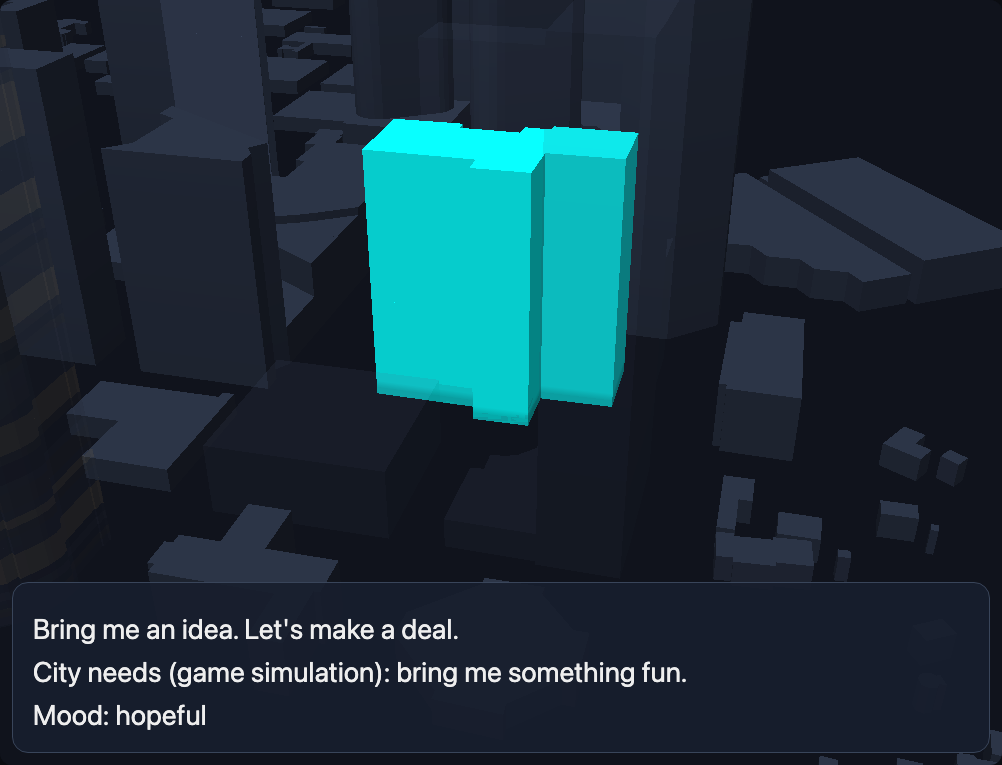 Bring me an idea. Let's make a deal.
City needs (game simulation): bring me something fun.
Mood: hopeful